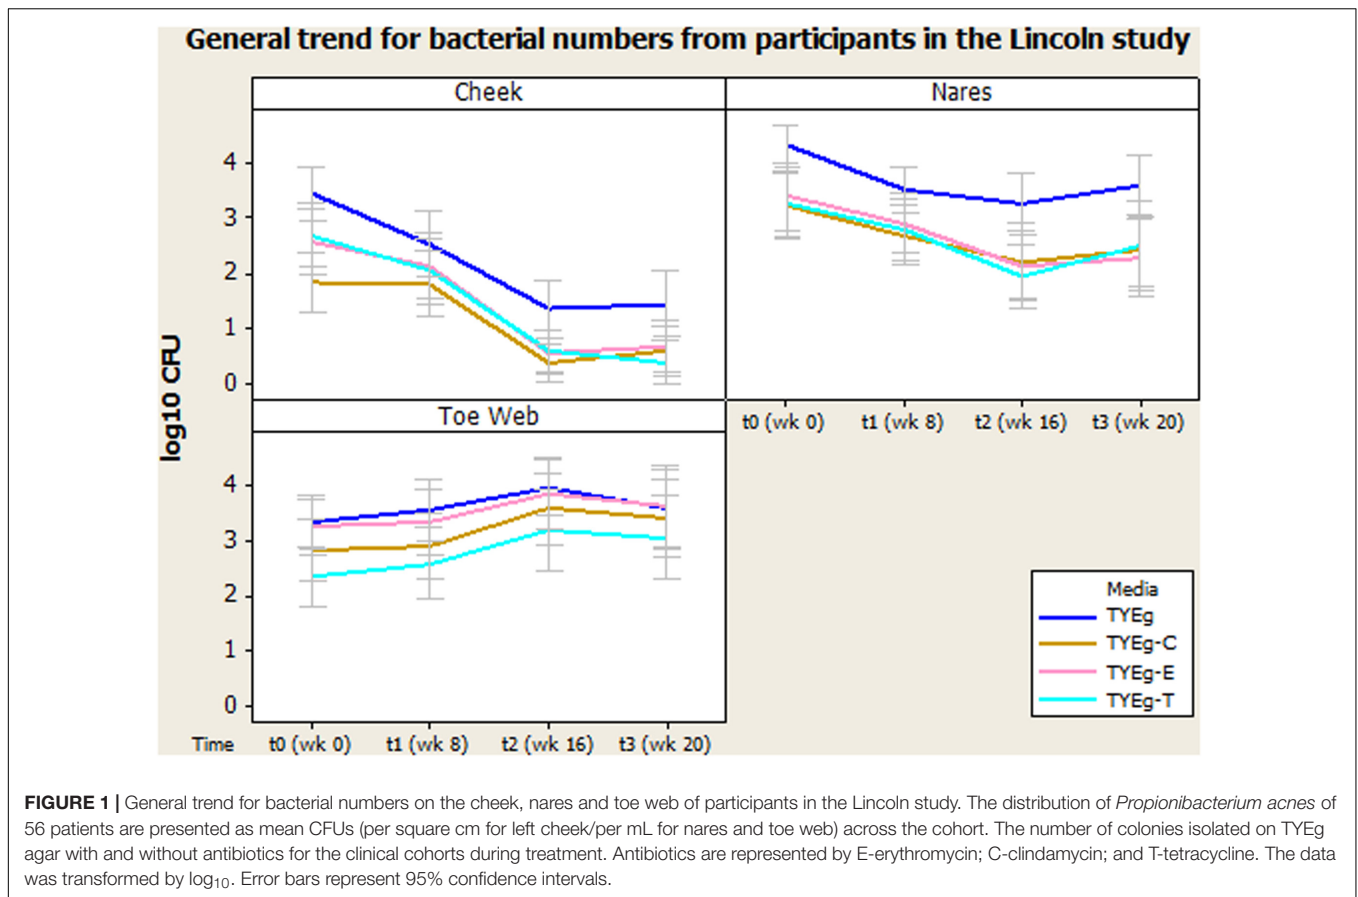 General trend for bacterial numbers from participants in the Lincoln study
Cheek
Nares
4
3
2
1
0
log10 CFU
t0 (wk 0) t1 (wk 8) t2 (wk 16) t3 (wk 20)
Toe Web
4
3
2
1
0
Time t0 (wk 0) t1 (wk 8) t2 (wk 16) t3 (wk 20)
Media
TYEg
TYEg-C
TYEg-E
TYEg-T
FIGURE 1 | General trend for bacterial numbers on the cheek, nares and toe web of participants in the Lincoln study. The distribution of Propionibacterium acnes of
56 patients are presented as mean CFUs (per square cm for left cheek/per mL for nares and toe web) across the cohort. The number of colonies isolated on TYEg
agar with and without antibiotics for the clinical cohorts during treatment. Antibiotics are represented by E-erythromycin; C-clindamycin; and T-tetracycline. The data
was transformed by log10. Error bars represent 95% confidence intervals.